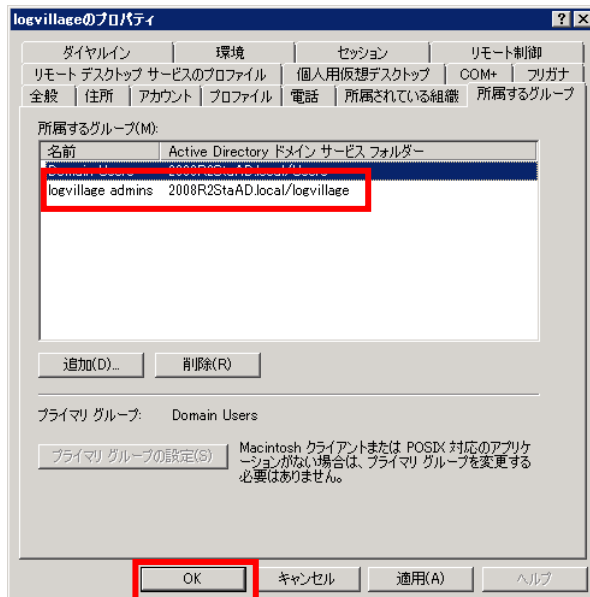 logvillageのプロパティ
ダイヤルイン 環境 セッション リモート制御
リモート デスクトップ サービスのプロファイル 個人用仮想デスクトップ COM+ フリガナ
全般 住所 アカウント プロファイル 電話 所属されている組織 所属するグループ
所属するグループ(M):
名前 Active Directory ドメイン サービス フォルダー
Domain Users 2008R2StaAD.local/Users
logvillage admins 2008R2StaAD.local/logvillage
追加(D)... 削除(R)
プライマリ グループ: Domain Users
プライマリ グループの設定(S)
Macintosh クライアントまたは POSIX 対応のアプリケ
ーションがない場合は、プライマリ グループを変更する
必要はありません。
OK キャンセル 適用(A) ヘルプ